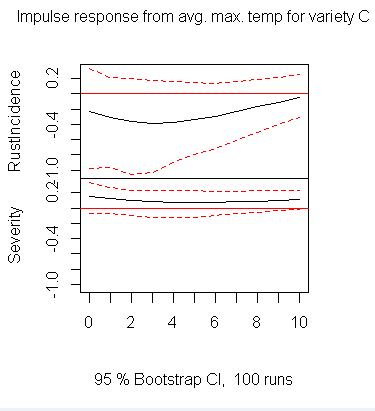 Impulse response from avg. max. temp for variety C
RustIncidence
0.2
-0.4
-1.0
Severity
0.2
-0.4
-1.0
0 2 4 6 8 10
95 % Bootstrap CI, 100 runs